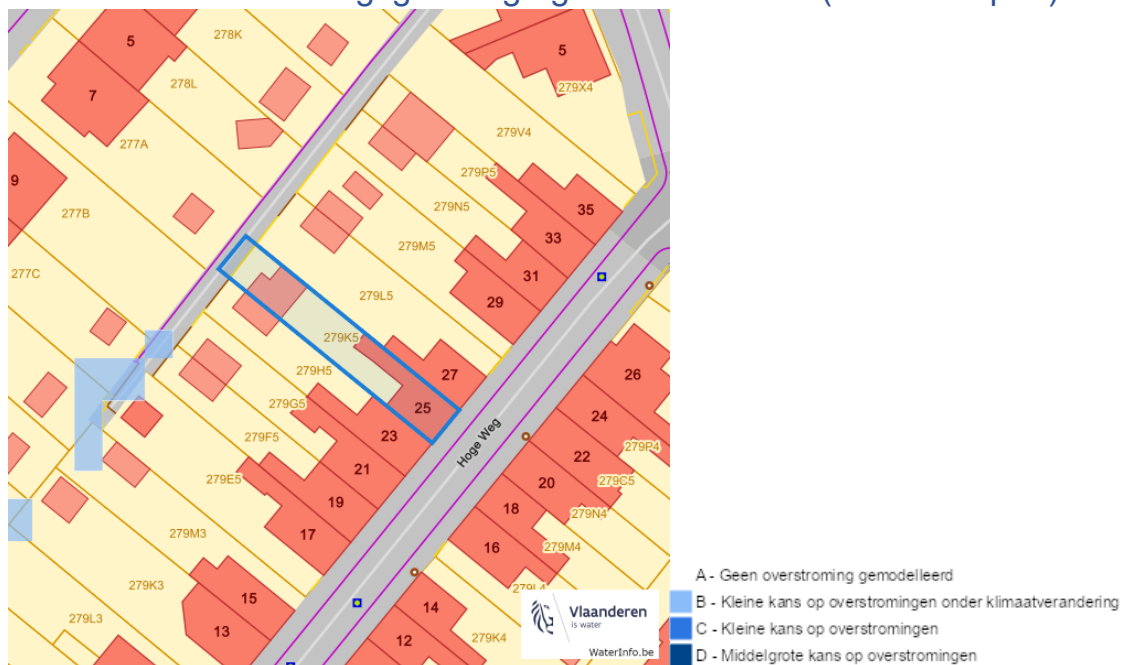 5
278K
5
7
278L
279X4
277A
279V4
9
279P5
277B
279N5
35
33
279M5
31
277C
279L5
29
279K5
279H5
27
26
279G5
25
24
23
Hoge Weg
279F5
279P4
22
21
279E5
20
279C5
19
18
279N4
17
279M3
16
279M4
279K3
15
279L4
14
279L3
13
12
279K4
Vlaanderen
is water
WaterInfo.be
A - Geen overstroming gemodelleerd
B - Kleine kans op overstromingen onder klimaatverandering
C - Kleine kans op overstromingen
D - Middelgrote kans op overstromingen